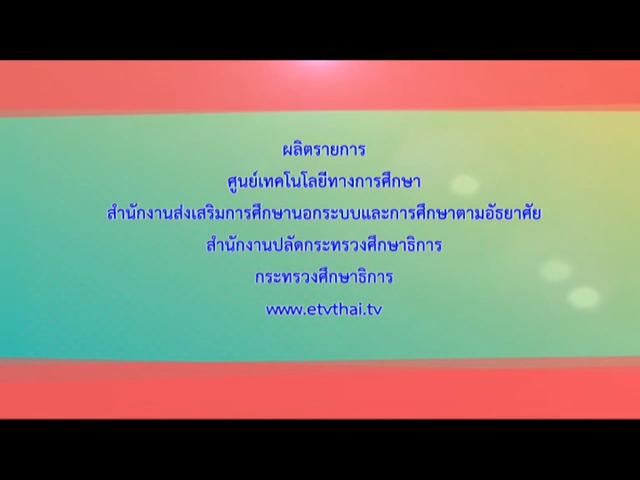 ผลิตรายการ
ศูนย์เทคโนโลยีทางการศึกษา
สำนักงานส่งเสริมการศึกษานอกระบบและการศึกษาตามอัธยาศัย
สำนักงานปลัดกระทรวงศึกษาธิการ
กระทรวงศึกษาธิการ
www.etvthai.tv